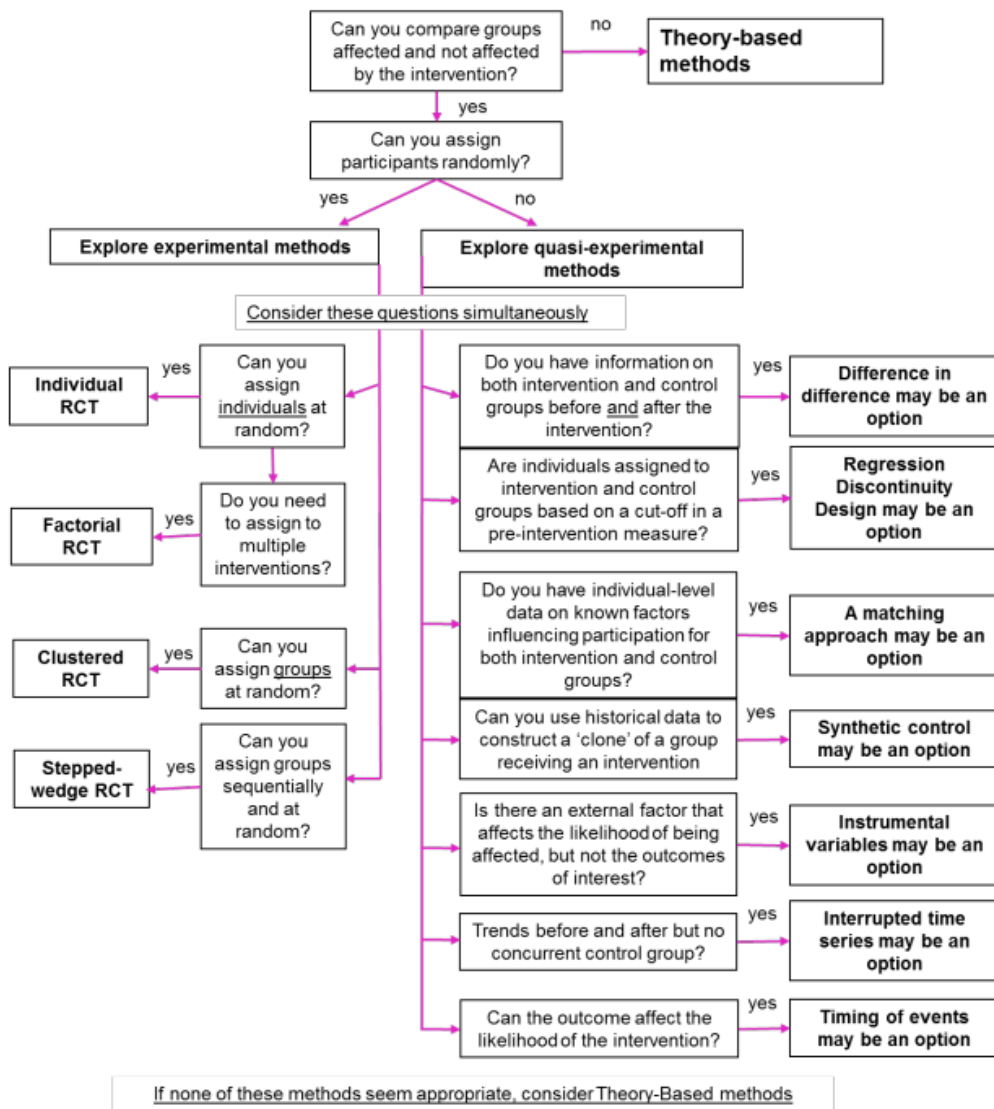 Can you compare groups
affected and not affected
by the intervention?
no
Theory-based
methods
yes
Can you assign
participants randomly?
yes
no
Explore experimental methods
Explore quasi-experimental
methods
Consider these questions simultaneously
Individual
RCT
yes
Can you
assign
individuals at
random?
Do you have information on
both intervention and control
groups before and after the
intervention?
yes
Difference in
difference may be an
option
Are individuals assigned to
intervention and control
groups based on a cut-off in a
pre-intervention measure?
yes
Regression
Discontinuity
Design may be an
option
Factorial
RCT
yes
Do you need
to assign to
multiple
interventions?
Do you have individual-level
data on known factors
influencing participation for
both intervention and control
groups?
yes
A matching
approach may be an
option
Clustered
RCT
yes
Can you
assign groups
at random?
Can you use historical data to
construct a ‘clone’ of a group
receiving an intervention
yes
Synthetic control
may be an option
Stepped-
wedge RCT
yes
Can you
assign groups
sequentially
and at
random?
Is there an external factor that
affects the likelihood of being
affected, but not the outcomes
of interest?
yes
Instrumental
variables may be an
option
Trends before and after but no
concurrent control group?
yes
Interrupted time
series may be an
option
Can the outcome affect the
likelihood of the intervention?
yes
Timing of events
may be an option
If none of these methods seem appropriate, consider Theory-Based methods